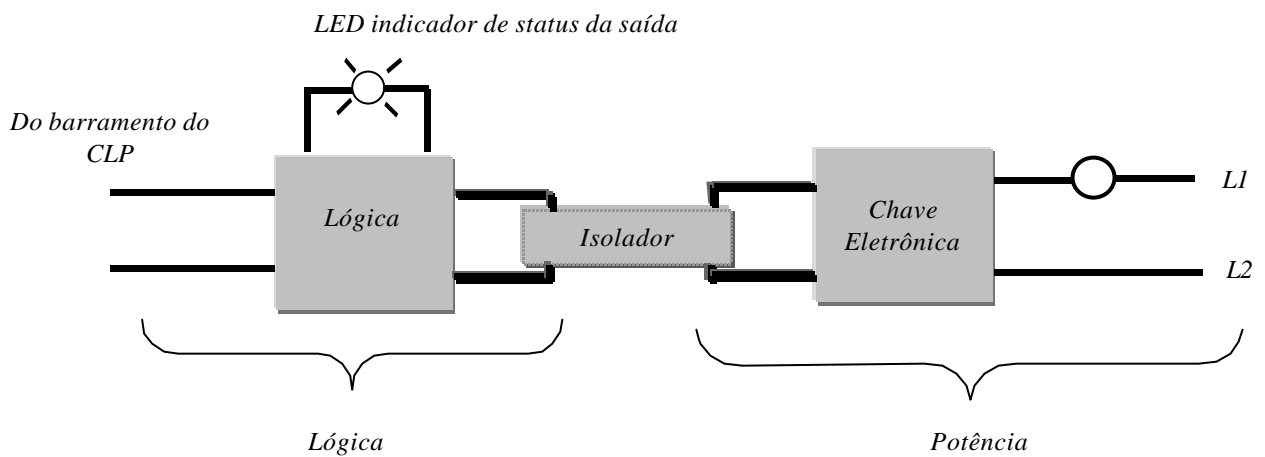 LED indicador de status da saída
Do barramento do
CLP
Lógica
Isolador
Chave
Eletrônica
L1
L2
Lógica
Potência